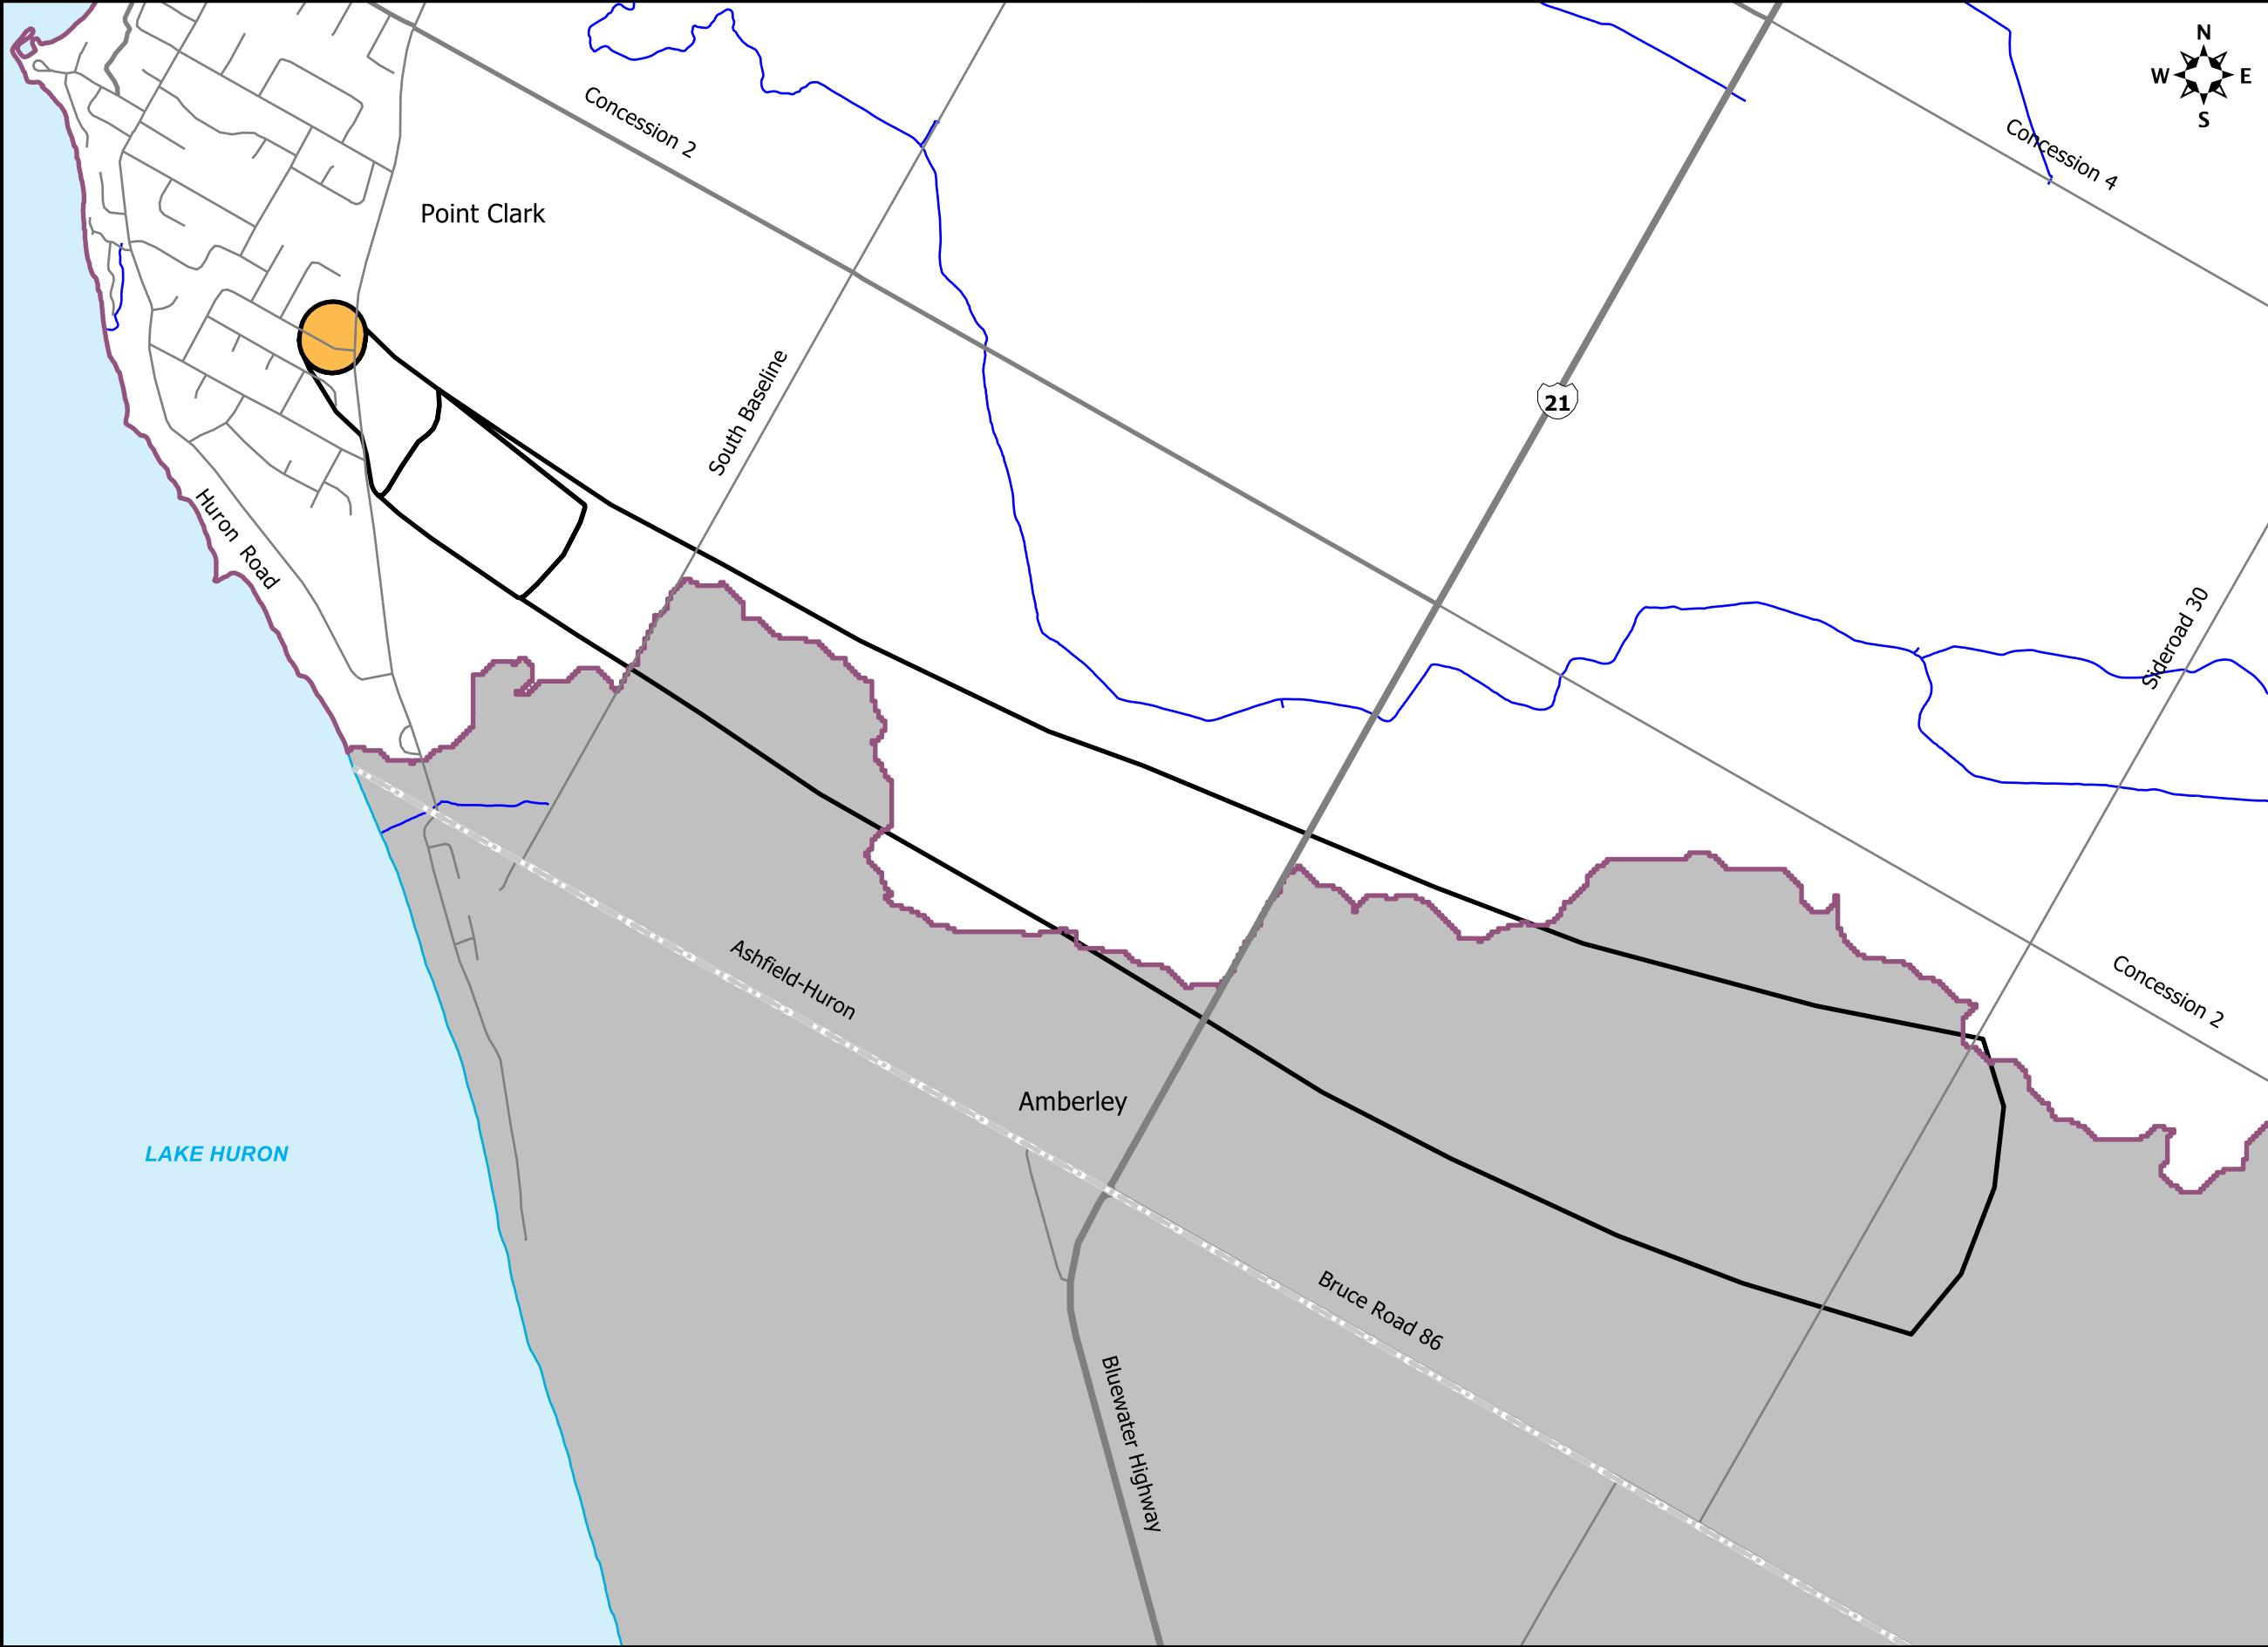 N
W E
S
Concession 2
Concession 4
Point Clark
South Baseline
21
Huron Road
Sideroad 30
Ashfield-Huron
Concession 2
Amberley
LAKE HURON
Bruce Road 86
Bluewater Highway